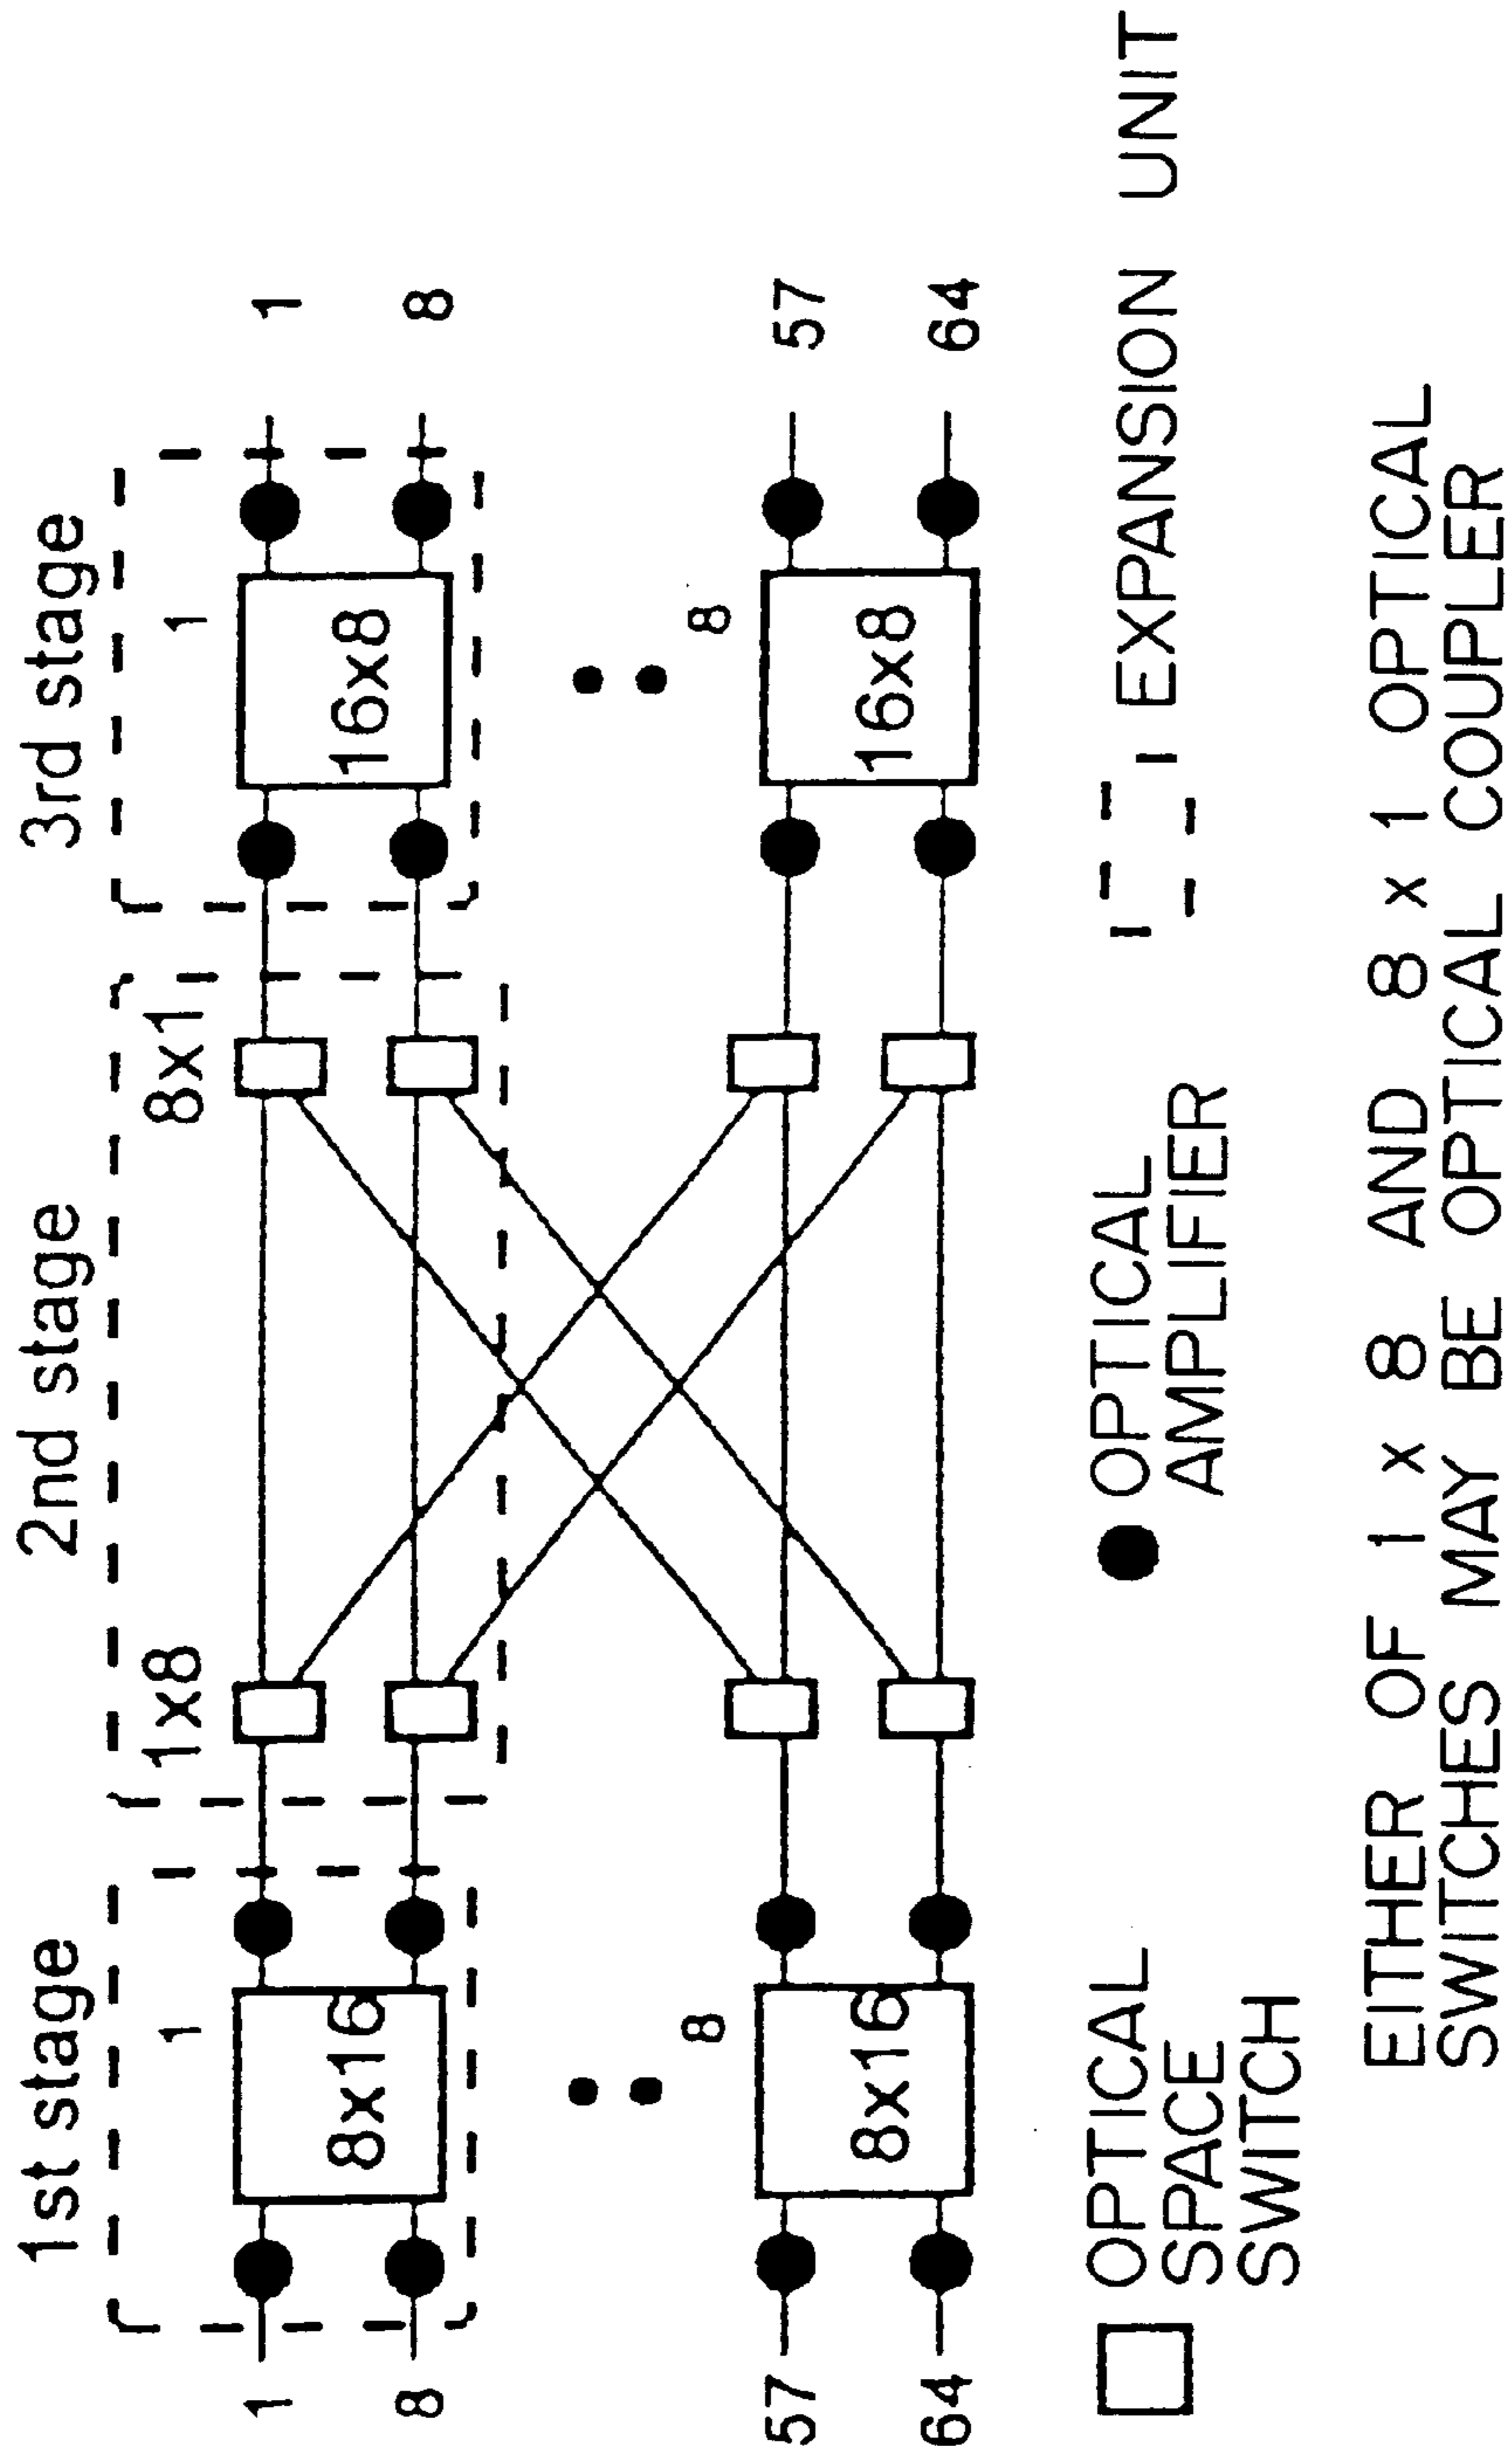 1st stage 2nd stage 3rd stage
1 1x8 8x1 1
1 8x16 16x8 1
8 8
8 8
57 8x16 16x8 57
64 64
OPTICAL SPACE SWITCH
OPTICAL AMPLIFIER
EXPANSION UNIT
EITHER OF 1 x 8 AND 8 x 1 OPTICAL
SWITCHES MAY BE OPTICAL COUPLER